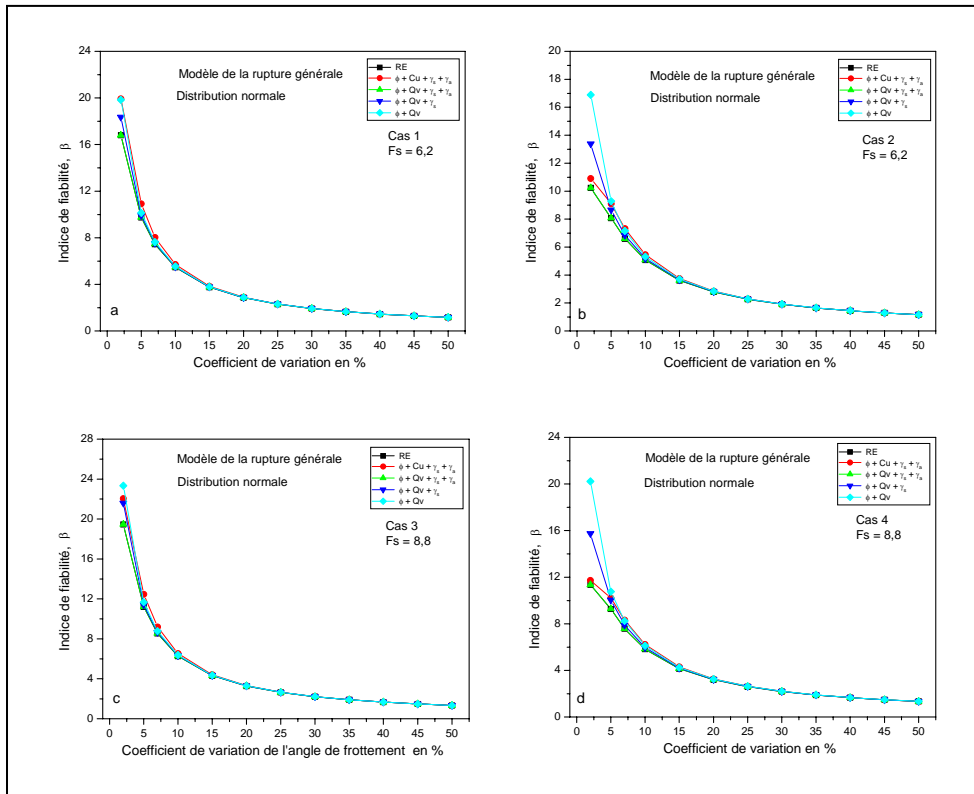 24
20
16
12
8
4
0
Indice de fiabilité, β
Modèle de la rupture générale
Distribution normale
RE
ϕ + Cu + γs + γa
ϕ + Qv + γs + γa
ϕ + Qv + γs
ϕ + Qv
Cas 1
Fs = 6,2
a
0 5 10 15 20 25 30 35 40 45 50
Coefficient de variation en %
20
18
16
14
12
10
8
6
4
2
0
Indice de fiabilité, β
Modèle de la rupture générale
Distribution normale
RE
ϕ + Cu + γs + γa
ϕ + Qv + γs + γa
ϕ + Qv + γs
ϕ + Qv
Cas 2
Fs = 6,2
b
0 5 10 15 20 25 30 35 40 45 50
Coefficient de variation en %
28
24
20
16
12
8
4
0
Indice de fiabilité, β
Modèle de la rupture générale
Distribution normale
RE
ϕ + Cu + γs + γa
ϕ + Qv + γs + γa
ϕ + Qv + γa
ϕ + Qv
Cas 3
Fs = 8,8
c
0 5 10 15 20 25 30 35 40 45 50
Coefficient de variation de l'angle de frottement en %
24
20
16
12
8
4
0
Indice de fiabilité, β
Modèle de la rupture générale
Distribution normale
RE
ϕ + Cu + γs + γa
ϕ + Qv + γs + γa
ϕ + Qv + γs
ϕ + Qv
Cas 4
Fs = 8,8
d
0 5 10 15 20 25 30 35 40 45 50
Coefficient de variation en %